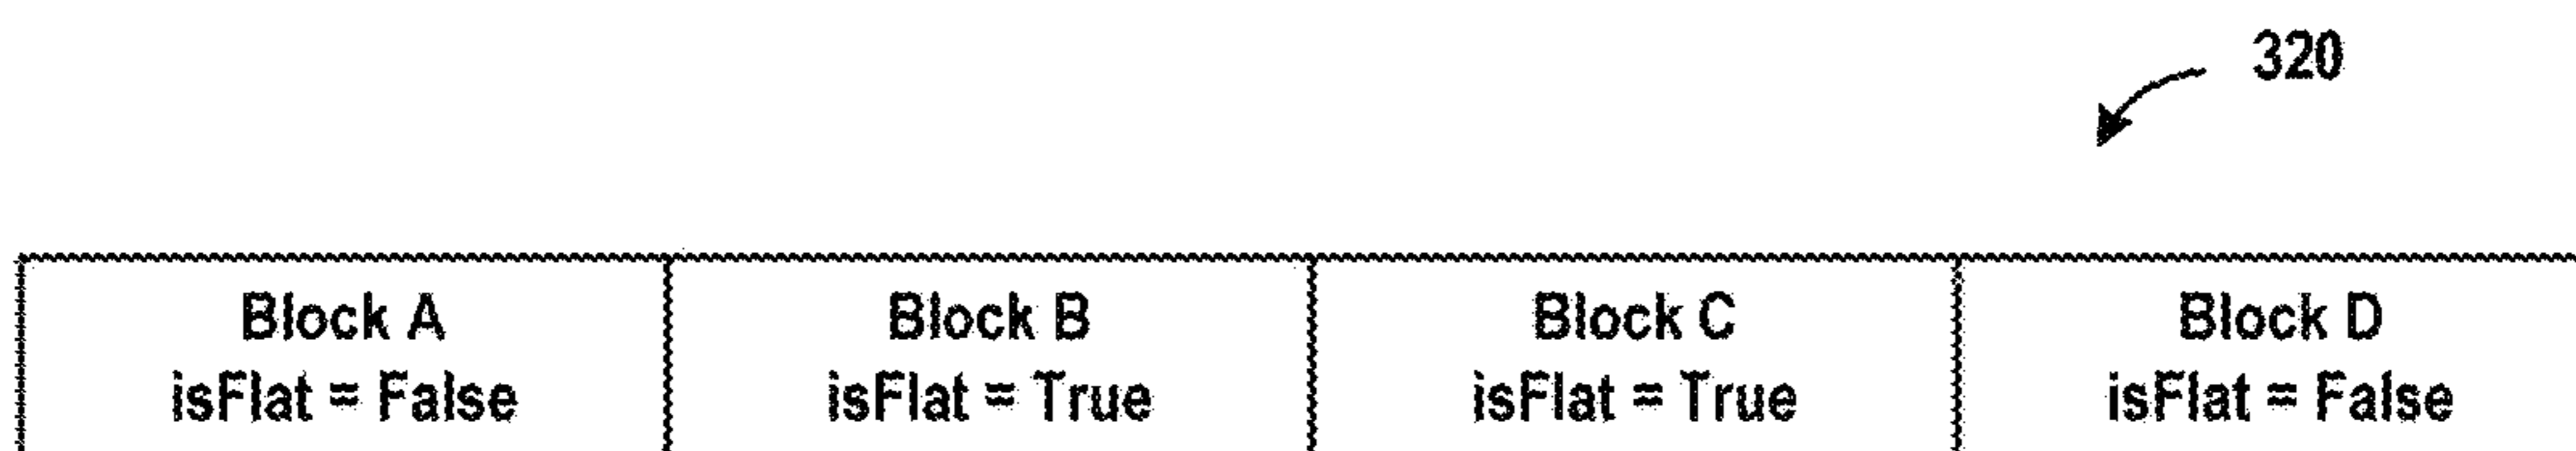 320
Block A
isFlat = False
Block B
isFlat = True
Block C
isFlat = True
Block D
isFlat = False